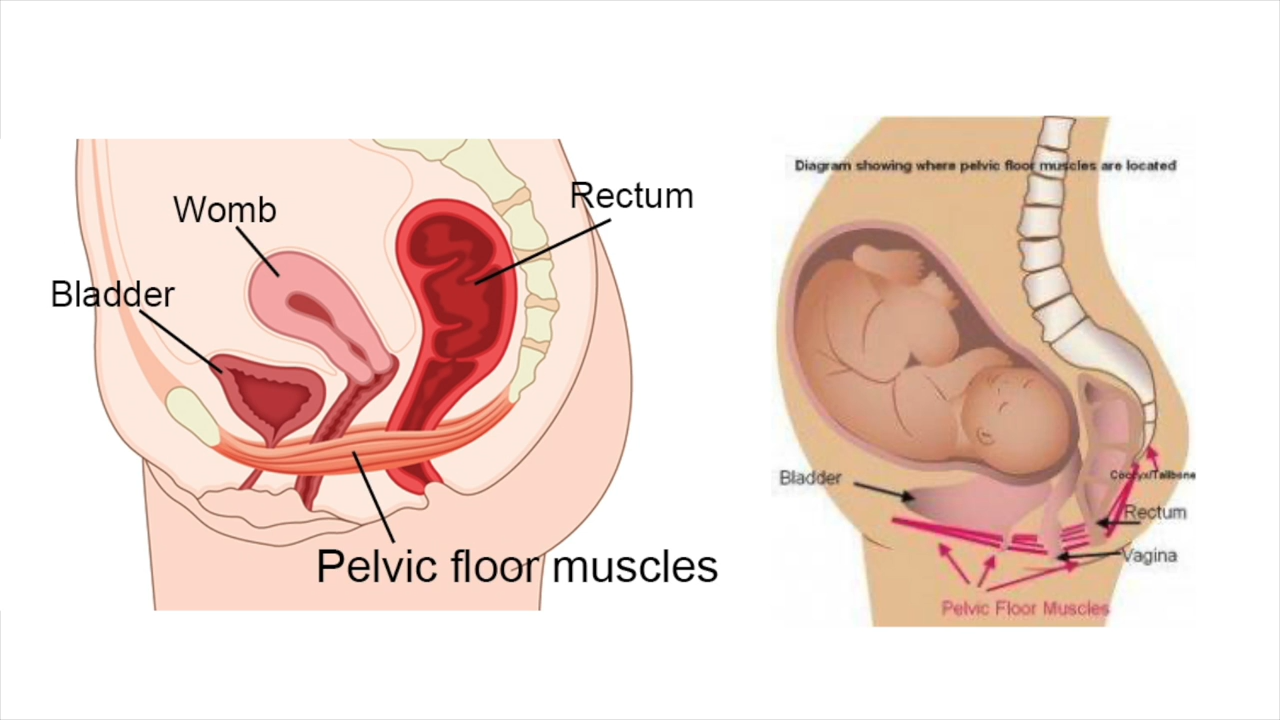 Womb
Rectum
Bladder
Pelvic floor muscles
Diagram showing where pelvic floor muscles are located
Bladder
Coccyx/Tailbone
Rectum
Vagina
Pelvic Floor Muscles